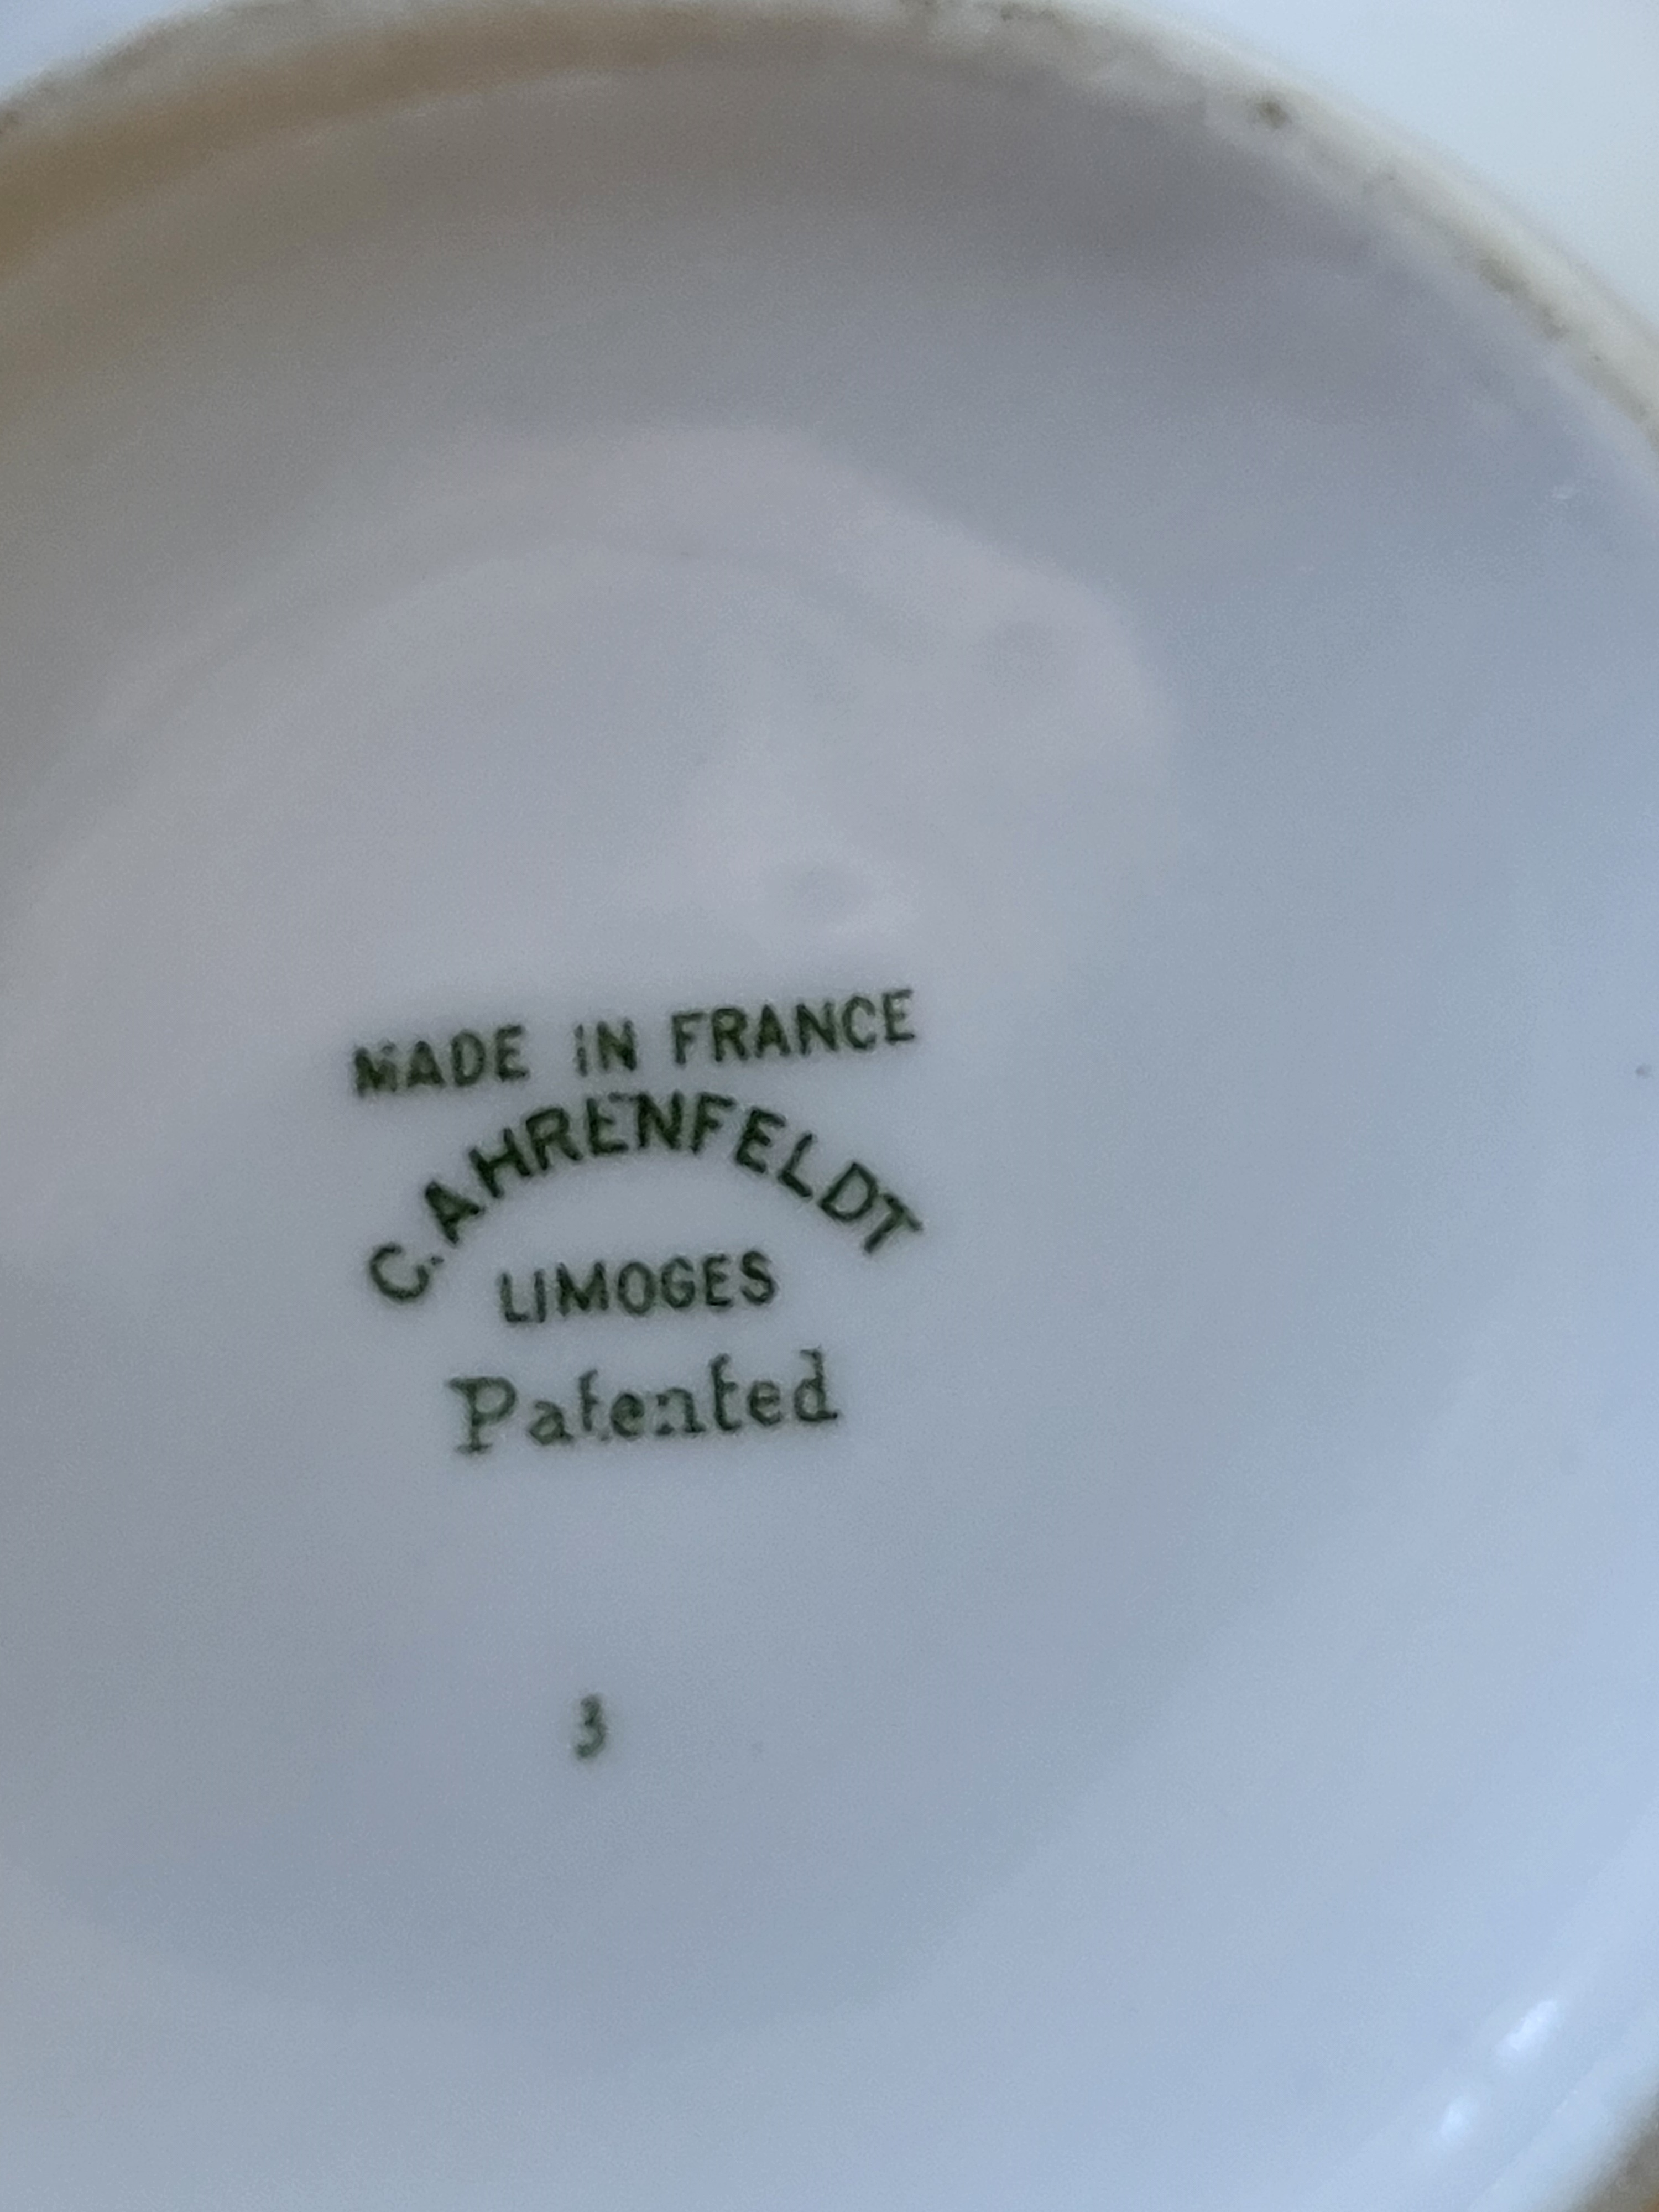 MADE IN FRANCE
C. AHRENFELDT
LIMOGES
Patented
3